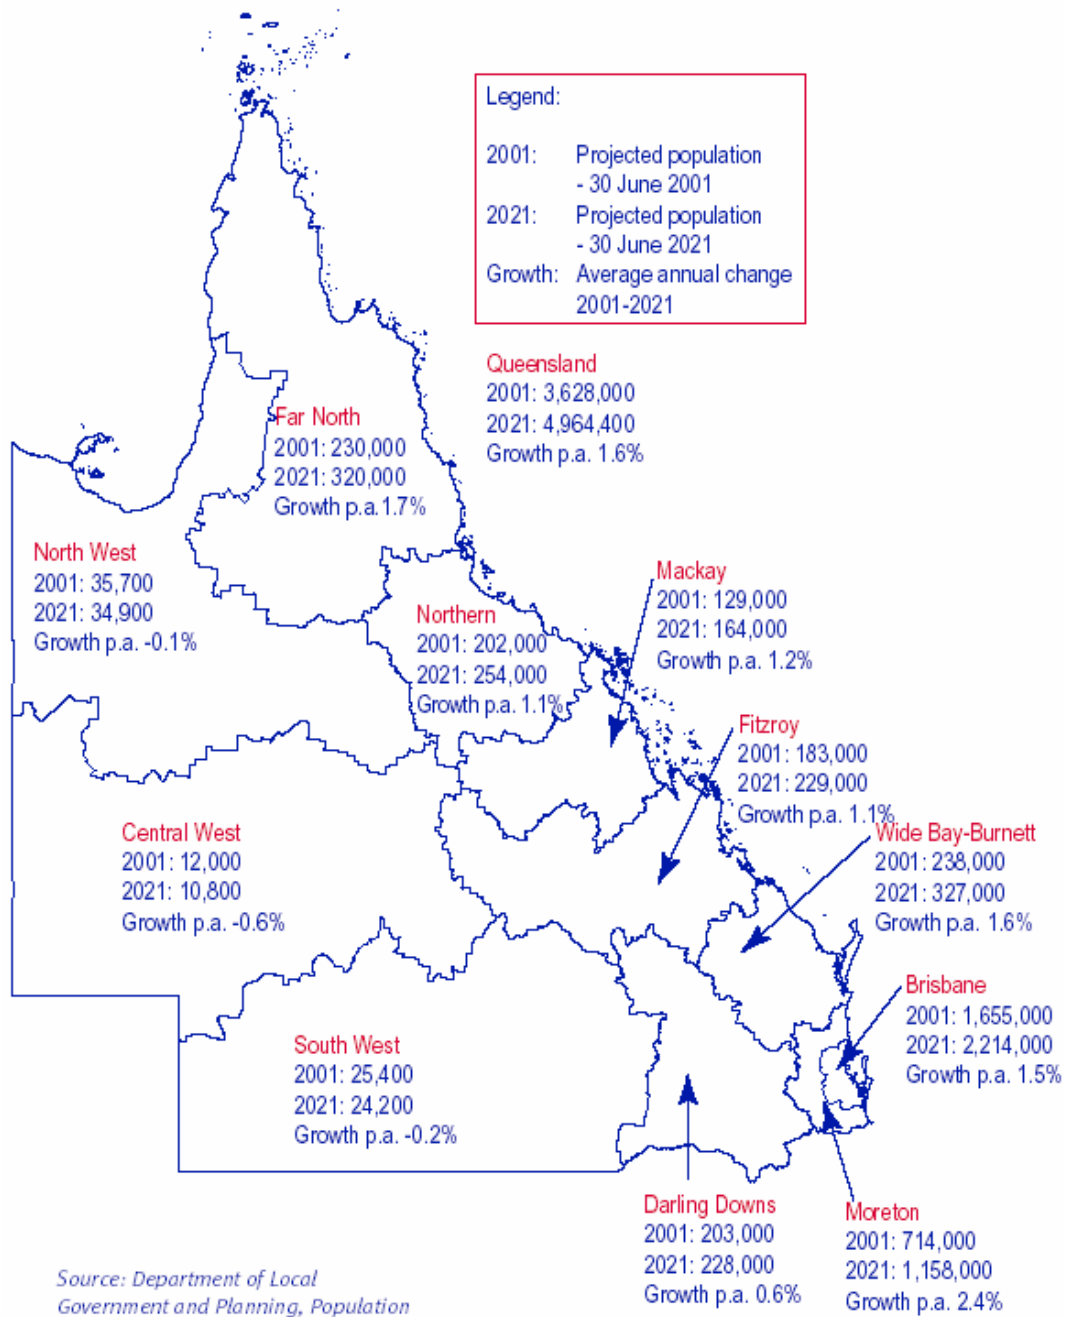 Legend:
2001: Projected population
- 30 June 2001
2021: Projected population
- 30 June 2021
Growth: Average annual change
2001-2021
Queensland
2001: 3,628,000
2021: 4,964,400
Growth p.a. 1.6%
Far North
2001: 230,000
2021: 320,000
Growth p.a. 1.7%
North West
2001: 35,700
2021: 34,900
Growth p.a. -0.1%
Northern
2001: 202,000
2021: 254,000
Growth p.a. 1.1%
Mackay
2001: 129,000
2021: 164,000
Growth p.a. 1.2%
Fitzroy
2001: 183,000
2021: 229,000
Growth p.a. 1.1%
Central West
2001: 12,000
2021: 10,800
Growth p.a. -0.6%
Wide Bay-Burnett
2001: 238,000
2021: 327,000
Growth p.a. 1.6%
Brisbane
2001: 1,655,000
2021: 2,214,000
Growth p.a. 1.5%
South West
2001: 25,400
2021: 24,200
Growth p.a. -0.2%
Darling Downs
2001: 203,000
2021: 228,000
Growth p.a. 0.6%
Moreton
2001: 714,000
2021: 1,158,000
Growth p.a. 2.4%
Source: Department of Local
Government and Planning, Population